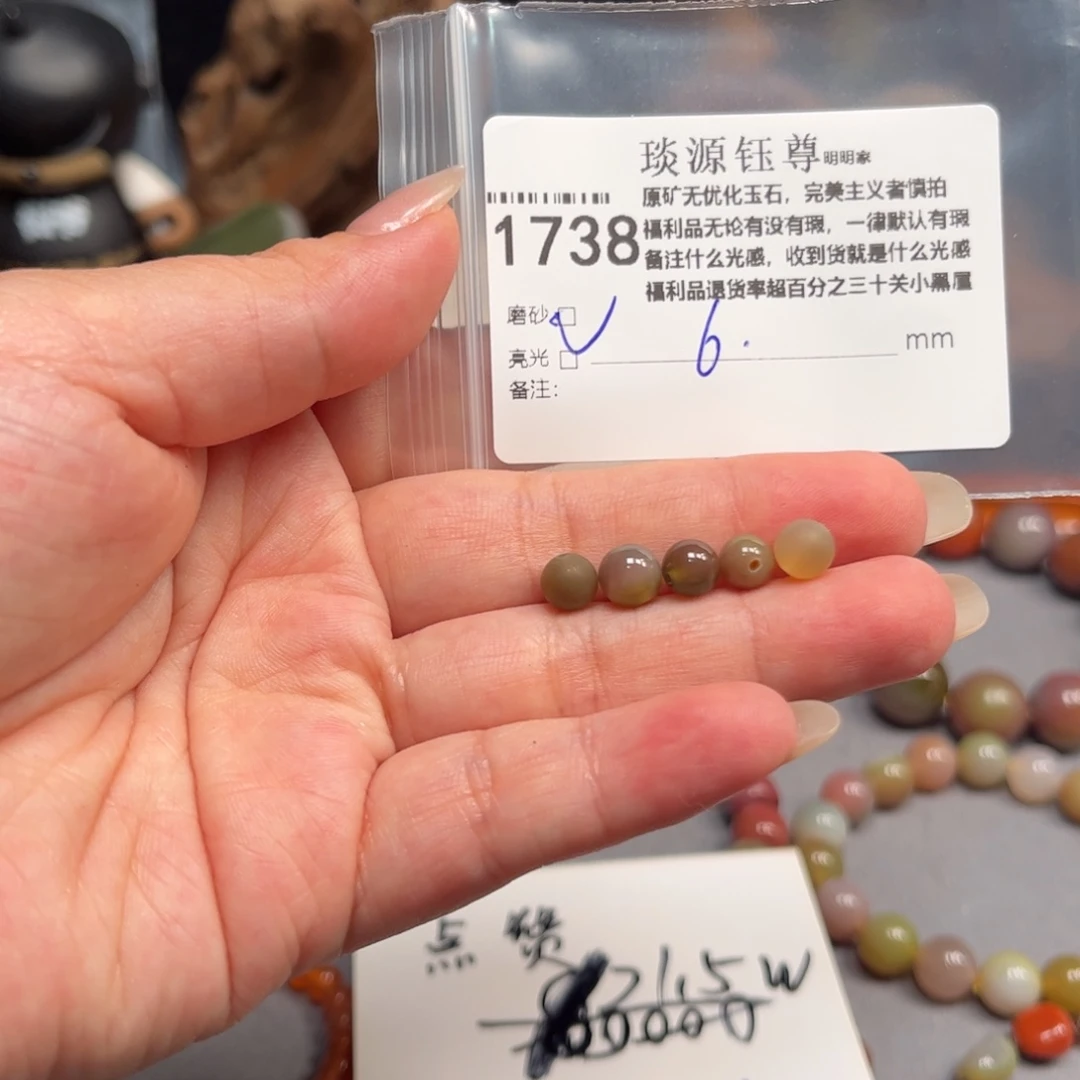 琰源钰尊明明家
原矿无优化玉石，完美主义者慎拍
1738
福利品无论有没有瑕，一律默认有瑕
备注什么光感，收到货就是什么光感
福利品退货率超百分之三十关小黑屋
磨砂□
亮光□ 6. mm
备注：
点赞